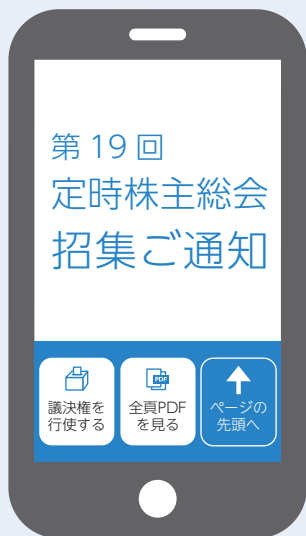 第19回
定時株主総会
招集ご通知
PDF
議決権を
行使する
全頁PDF
を見る
ページの
先頭へ